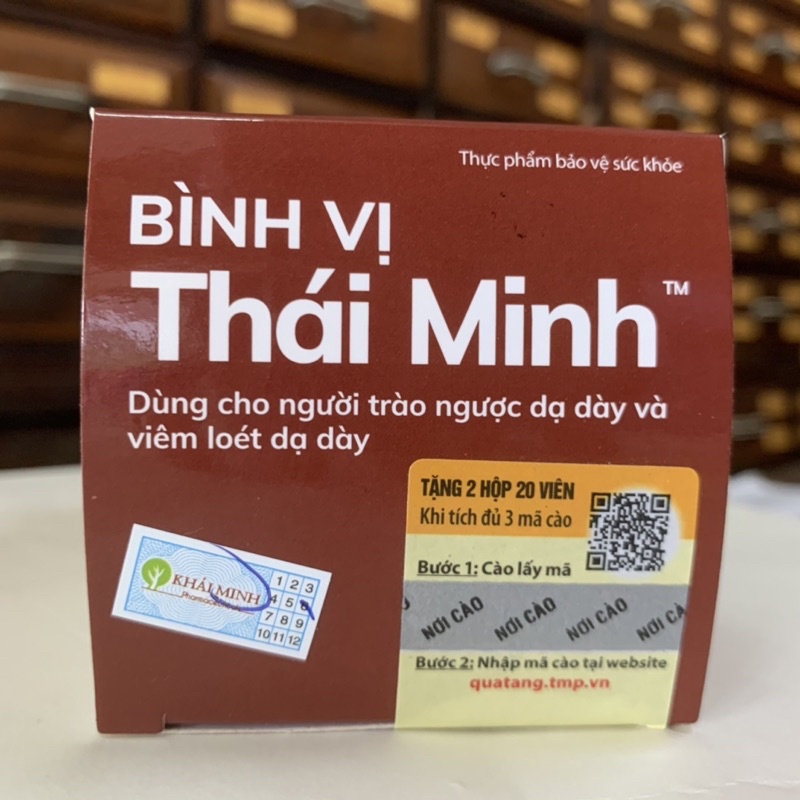 Thực phẩm bảo vệ sức khỏe
BÌNH VỊ
Thái Minh™
Dùng cho người trào ngược dạ dày và
viêm loét dạ dày
TẶNG 2 HỘP 20 VIÊN
Khi tích đủ 3 mã cào
Bước 1: Cào lấy mã
NƠI CÀO NƠI CÀO NƠI CÀO
Bước 2: Nhập mã cào tại website
quatang.tmp.vn
KHẢI MINH
1 2 3
4 5
7 8 9
10 11 12